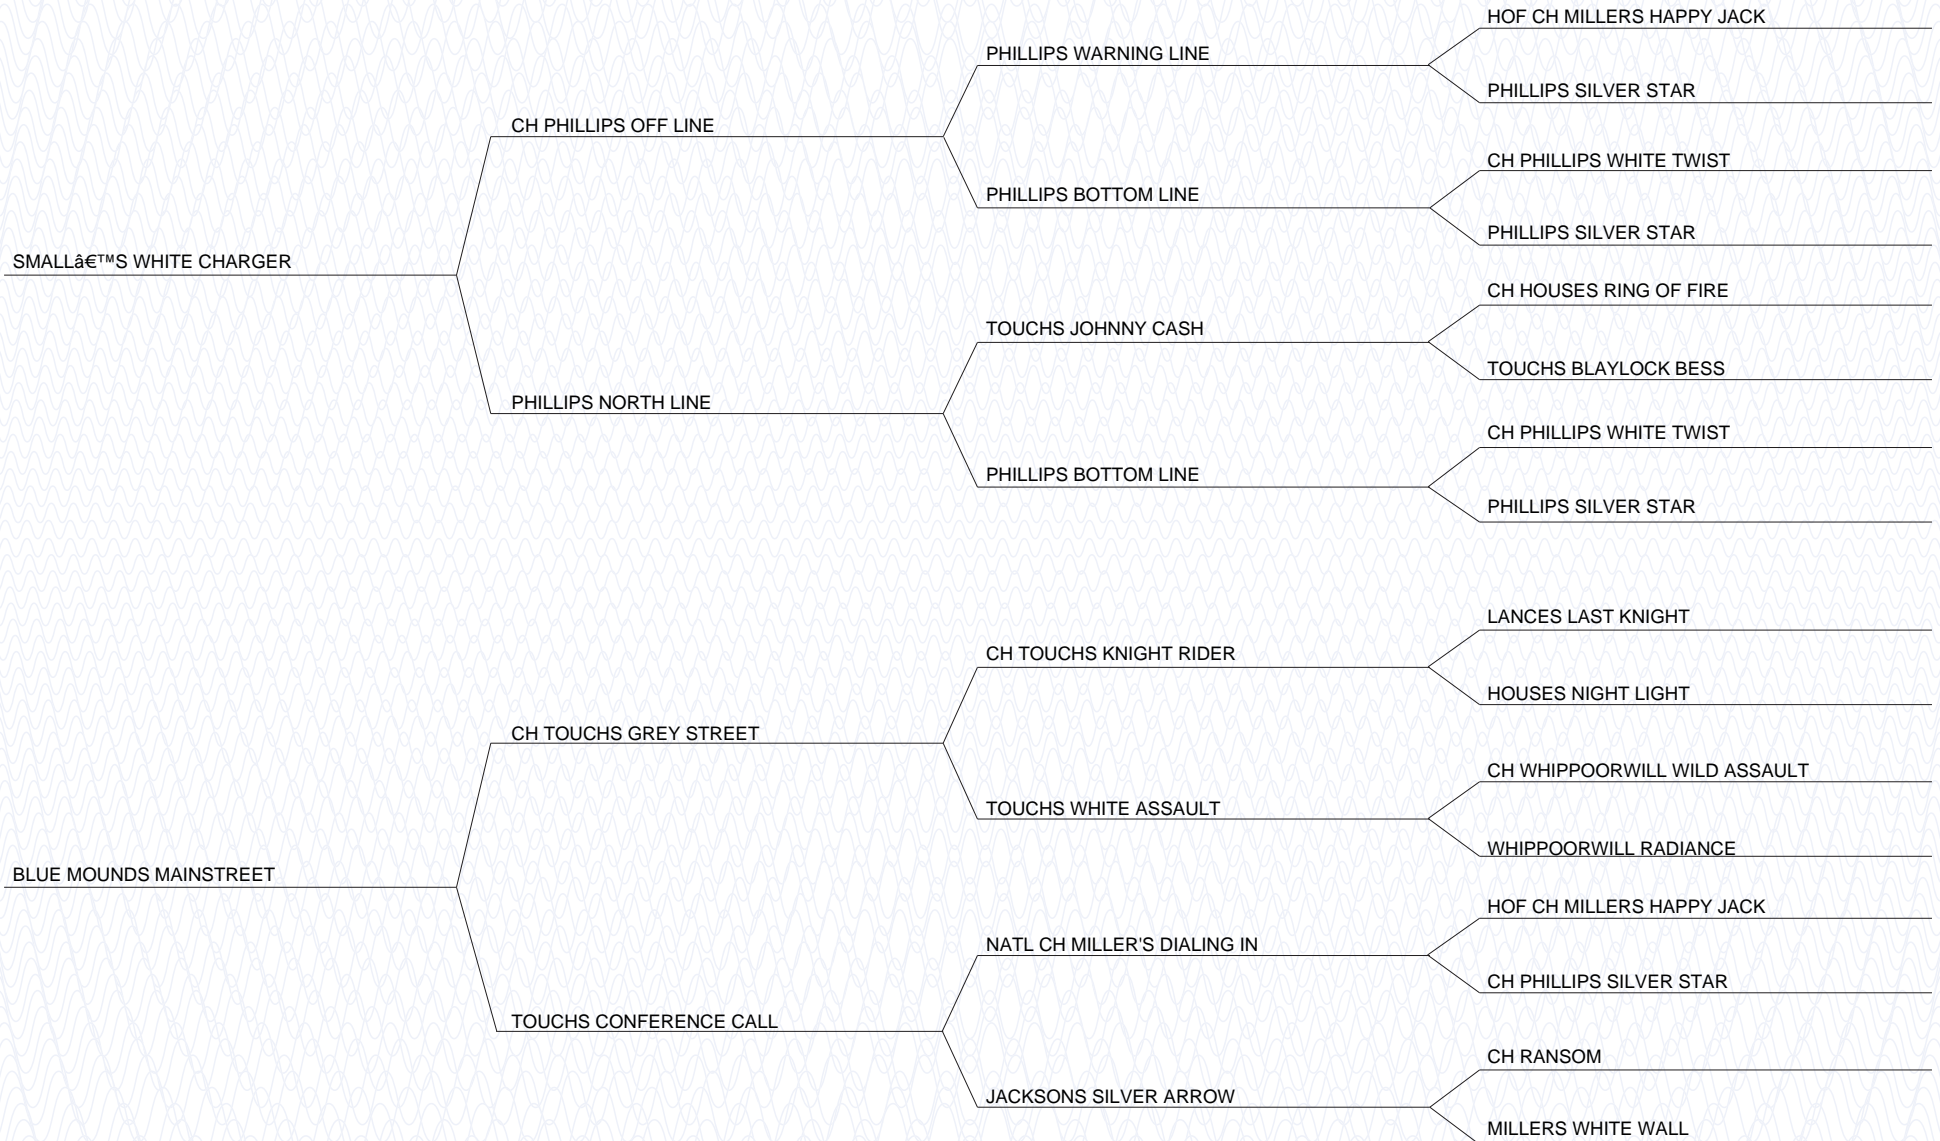 HOF CH MILLERS HAPPY JACK
PHILLIPS WARNING LINE
PHILLIPS SILVER STAR
CH PHILLIPS OFF LINE
CH PHILLIPS WHITE TWIST
PHILLIPS BOTTOM LINE
PHILLIPS SILVER STAR
SMALLâ€™S WHITE CHARGER
CH HOUSES RING OF FIRE
TOUCHS JOHNNY CASH
TOUCHS BLAYLOCK BESS
PHILLIPS NORTH LINE
CH PHILLIPS WHITE TWIST
PHILLIPS BOTTOM LINE
PHILLIPS SILVER STAR
LANCES LAST KNIGHT
CH TOUCHS KNIGHT RIDER
HOUSES NIGHT LIGHT
CH TOUCHS GREY STREET
CH WHIPPOORWILL WILD ASSAULT
TOUCHS WHITE ASSAULT
WHIPPOORWILL RADIANCE
BLUE MOUNDS MAINSTREET
HOF CH MILLERS HAPPY JACK
NATL CH MILLER'S DIALING IN
CH PHILLIPS SILVER STAR
TOUCHS CONFERENCE CALL
CH RANSOM
JACKSONS SILVER ARROW
MILLERS WHITE WALL